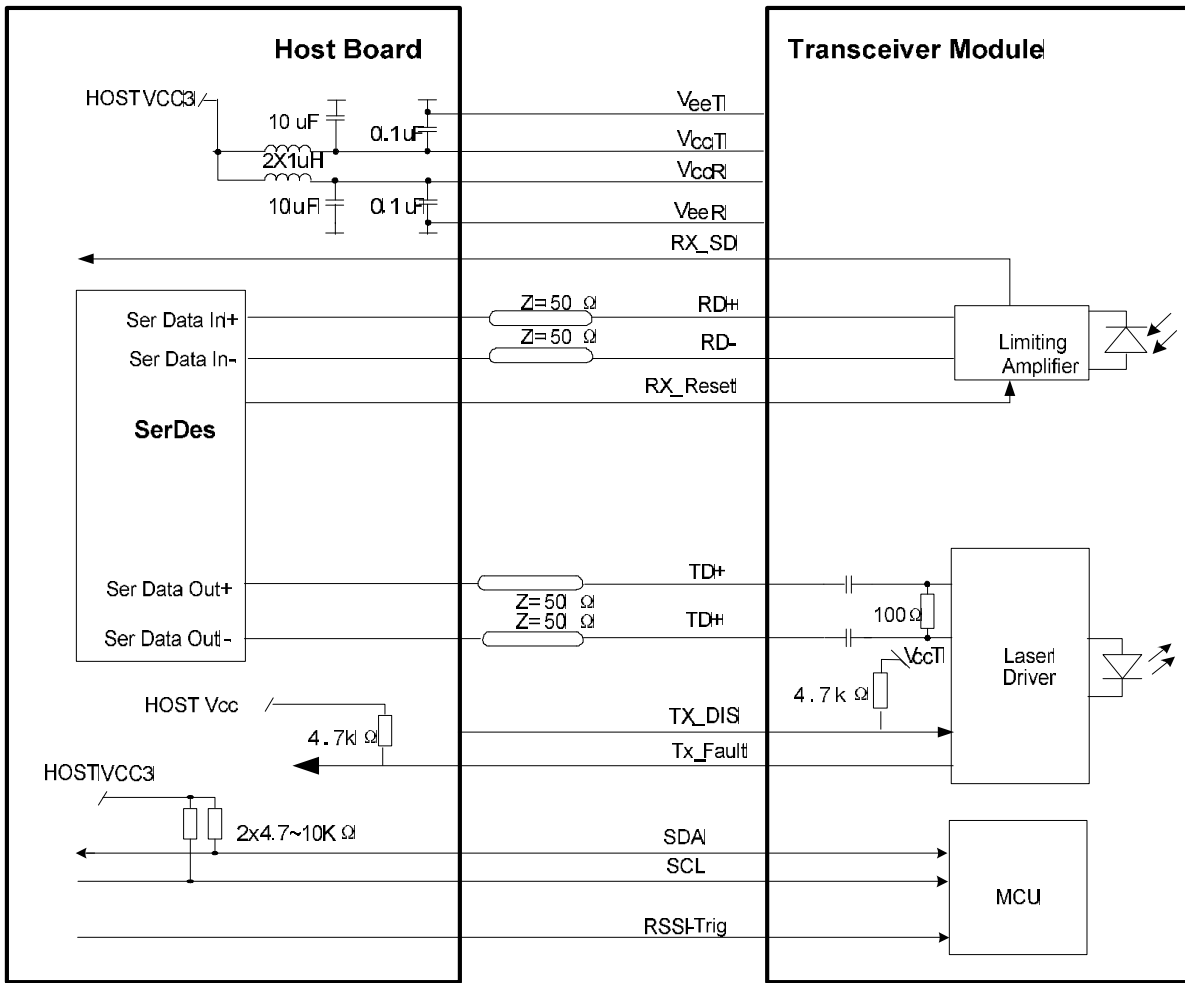 Host Board
Transceiver Module
HOST VCC3
10 uF
0.1uF
VeeT
VccT
2X1uH
VccR
10uF
0.1uF
VeeR
RX_SD
Z=50 Ω
RD+
Ser Data In+
Z=50 Ω
RD-
Ser Data In-
Limiting
Amplifier
RX_Reset
SerDes
TD+
Ser Data Out+
Z=50 Ω
Z=50 Ω
100Ω
TD+
Ser Data Out-
VccT
Laser
Driver
4.7k Ω
HOST Vcc
TX_DIS
4.7k Ω
Tx_Fault
HOST VCC3
2x4.7~10K Ω
SDA
SCL
MCU
RSSI-Trig